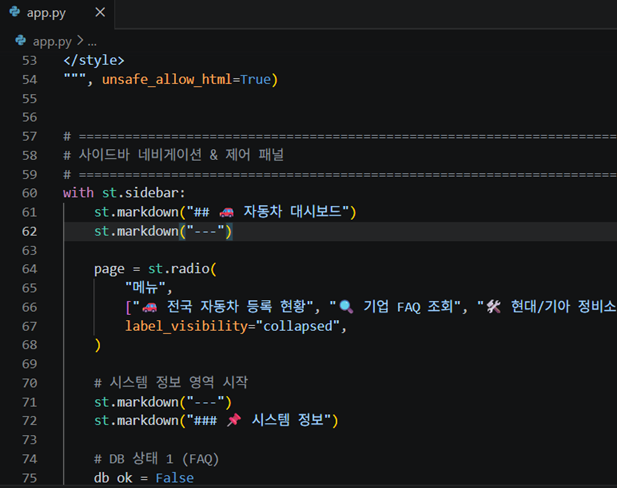 app.py ×
app.py > ...
53 </style>
54 """, unsafe_allow_html=True)
55
56
57 # ======================================================================
58 # 사이드바 네비게이션 & 제어 패널
59 # ======================================================================
60 with st.sidebar:
61 st.markdown("## 🚗 자동차 대시보드")
62 st.markdown("---")
63
64 page = st.radio(
65 "메뉴",
66 ["🚗 전국 자동차 등록 현황", "🔍 기업 FAQ 조회", "🛠️ 현대/기아 정비소
67 label_visibility="collapsed",
68 )
69
70 # 시스템 정보 영역 시작
71 st.markdown("---")
72 st.markdown("### 📌 시스템 정보")
73
74 # DB 상태 1 (FAQ)
75 db_ok = False